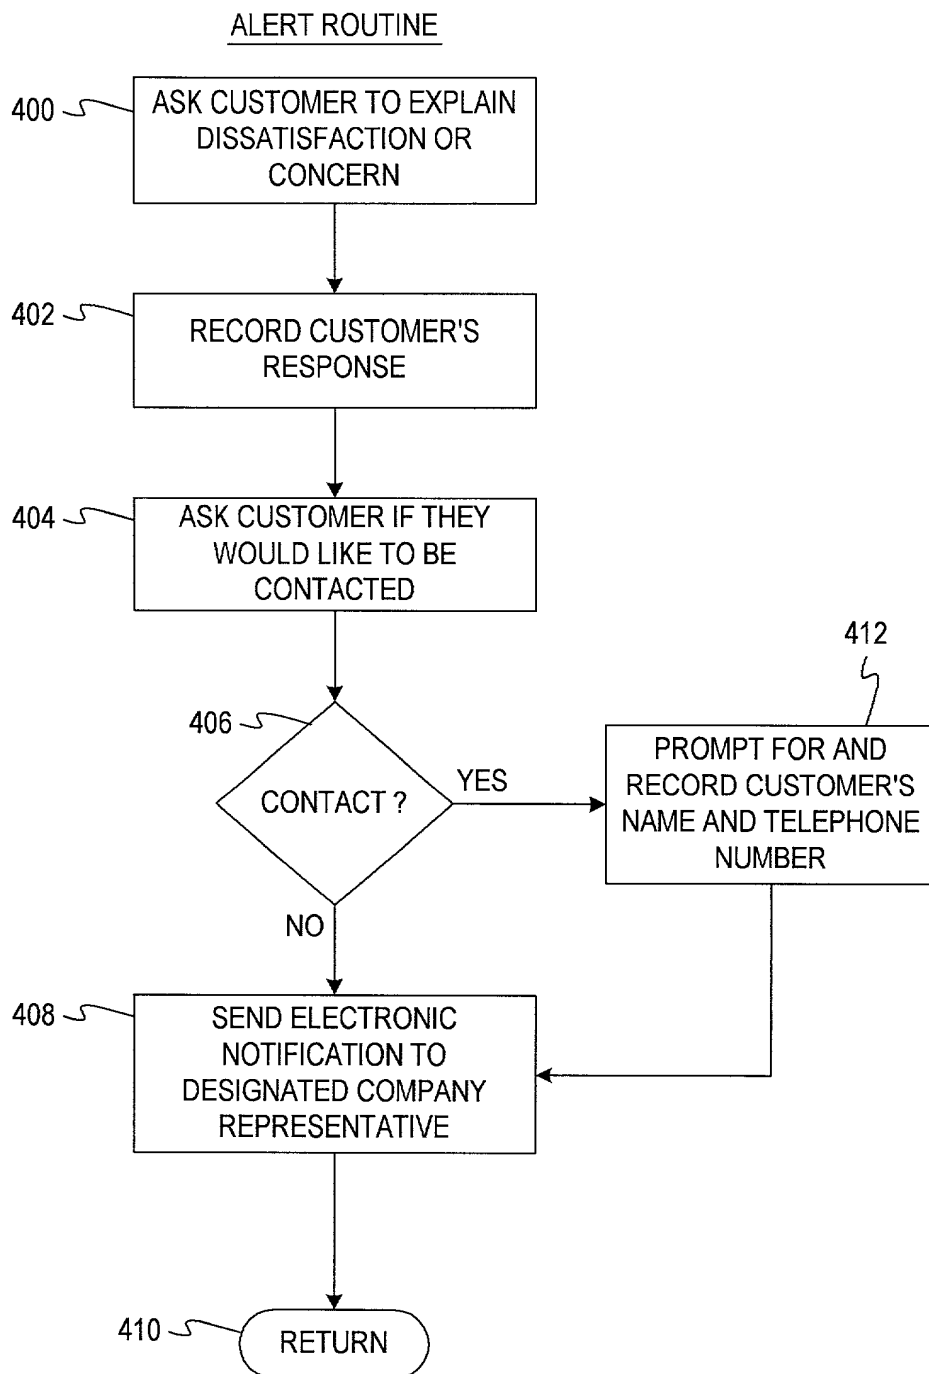 ALERT ROUTINE
400
ASK CUSTOMER TO EXPLAIN
DISSATISFACTION OR
CONCERN
402
RECORD CUSTOMER'S
RESPONSE
404
ASK CUSTOMER IF THEY
WOULD LIKE TO BE
CONTACTED
406
CONTACT ?
YES
NO
412
PROMPT FOR AND
RECORD CUSTOMER'S
NAME AND TELEPHONE
NUMBER
408
SEND ELECTRONIC
NOTIFICATION TO
DESIGNATED COMPANY
REPRESENTATIVE
410
RETURN